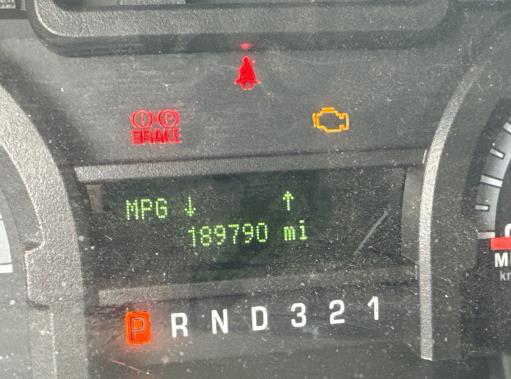 P
BRAKE
MPG ↓ ↑
189790 mi
P R N D 3 2 1